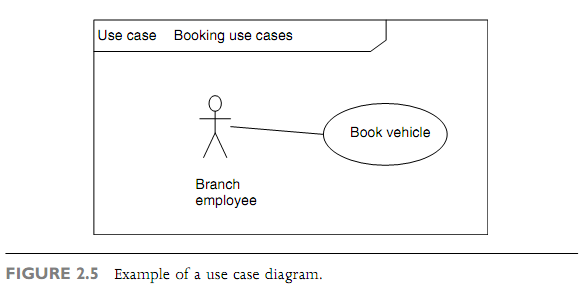 Use case Booking use cases
Book vehicle
Branch
employee
FIGURE 2.5 Example of a use case diagram.